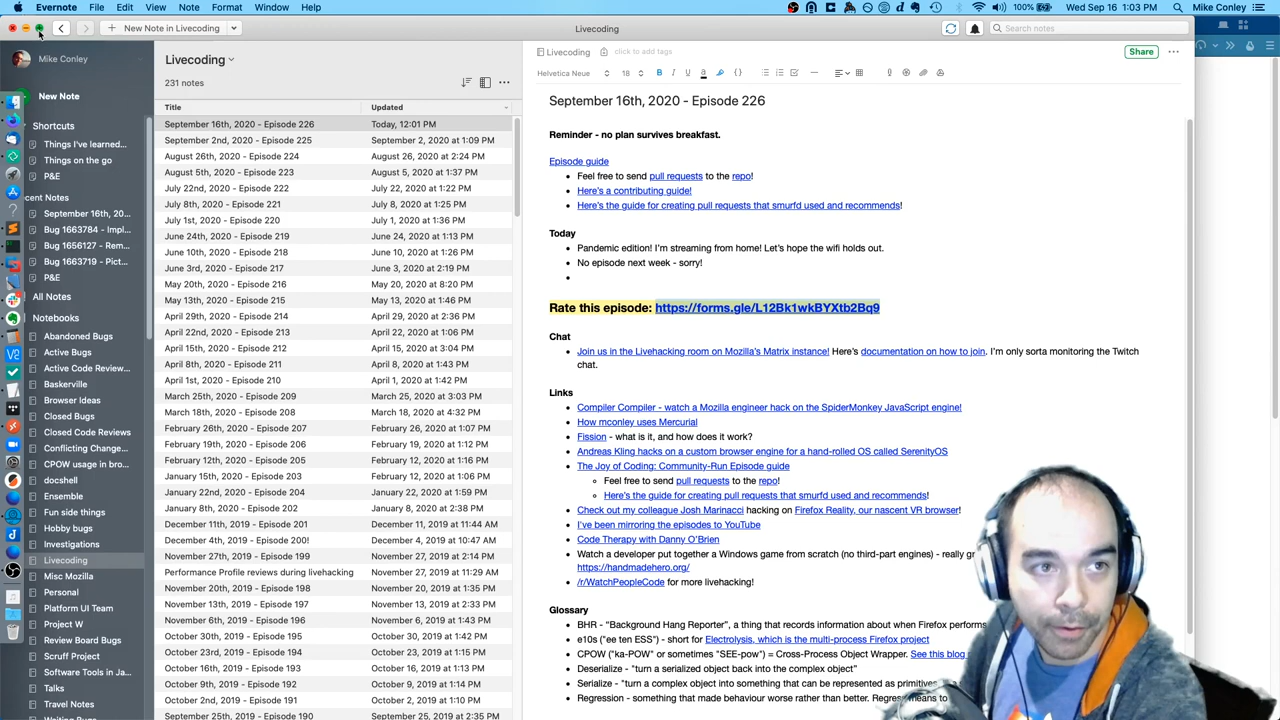 Evernote File Edit View Note Format Window Help
100% Wed Sep 16 1:03 PM Mike Conley
New Note in Livecoding
Livecoding
Search notes
Mike Conley
New Note
Shortcuts
Things I've learned...
Things on the go
P&E
ecent Notes
September 16th, 20...
Bug 1663784 - Impl...
Bug 1656127 - Rem...
Bug 1663719 - Pict...
P&E
All Notes
Notebooks
Abandoned Bugs
Active Bugs
Active Code Review...
Baskerville
Browser Ideas
Closed Bugs
Closed Code Reviews
Conflicting Change...
CPOW usage in bro...
docshell
Ensemble
Fun side things
Hobby bugs
Investigations
Livecoding
Misc Mozilla
Personal
Platform UI Team
Project W
Review Board Bugs
Scruff Project
Software Tools in Ja...
Talks
Travel Notes
Livecoding
231 notes
Title Updated
September 16th, 2020 - Episode 226 Today, 12:01 PM
September 2nd, 2020 - Episode 225 September 2, 2020 at 1:09 PM
August 26th, 2020 - Episode 224 August 26, 2020 at 2:24 PM
August 5th, 2020 - Episode 223 August 5, 2020 at 1:37 PM
July 22nd, 2020 - Episode 222 July 22, 2020 at 1:22 PM
July 8th, 2020 - Episode 221 July 8, 2020 at 1:25 PM
July 1st, 2020 - Episode 220 July 1, 2020 at 1:36 PM
June 24th, 2020 - Episode 219 June 24, 2020 at 1:13 PM
June 10th, 2020 - Episode 218 June 10, 2020 at 1:26 PM
June 3rd, 2020 - Episode 217 June 3, 2020 at 2:19 PM
May 20th, 2020 - Episode 216 May 20, 2020 at 8:20 PM
May 13th, 2020 - Episode 215 May 13, 2020 at 1:46 PM
April 29th, 2020 - Episode 214 April 29, 2020 at 2:36 PM
April 22nd, 2020 - Episode 213 April 22, 2020 at 1:06 PM
April 15th, 2020 - Episode 212 April 15, 2020 at 3:04 PM
April 8th, 2020 - Episode 211 April 8, 2020 at 1:43 PM
April 1st, 2020 - Episode 210 April 1, 2020 at 1:42 PM
March 25th, 2020 - Episode 209 March 25, 2020 at 3:03 PM
March 18th, 2020 - Episode 208 March 18, 2020 at 4:32 PM
February 26th, 2020 - Episode 207 February 26, 2020 at 1:07 PM
February 19th, 2020 - Episode 206 February 19, 2020 at 1:12 PM
February 12th, 2020 - Episode 205 February 12, 2020 at 1:16 PM
January 15th, 2020 - Episode 203 February 12, 2020 at 1:06 PM
January 22nd, 2020 - Episode 204 January 22, 2020 at 1:59 PM
January 8th, 2020 - Episode 202 January 8, 2020 at 2:38 PM
December 11th, 2019 - Episode 201 December 11, 2019 at 11:44 AM
December 4th, 2019 - Episode 200! December 4, 2019 at 10:47 AM
November 27th, 2019 - Episode 199 November 27, 2019 at 2:14 PM
Performance Profile reviews during livehacking November 27, 2019 at 11:29 AM
November 20th, 2019 - Episode 198 November 20, 2019 at 1:35 PM
November 13th, 2019 - Episode 197 November 13, 2019 at 2:33 PM
November 6th, 2019 - Episode 196 November 6, 2019 at 1:43 PM
October 30th, 2019 - Episode 195 October 30, 2019 at 1:42 PM
October 23rd, 2019 - Episode 194 October 23, 2019 at 1:15 PM
October 16th, 2019 - Episode 193 October 16, 2019 at 1:13 PM
October 9th, 2019 - Episode 192 October 9, 2019 at 1:14 PM
October 2nd, 2019 - Episode 191 October 2, 2019 at 1:10 PM
September 25th, 2019 - Episode 190 September 25, 2019 at 2:35 PM
Livecoding click to add tags Share
Helvetica Neue 18 B I U a
September 16th, 2020 - Episode 226
Reminder - no plan survives breakfast.
Episode guide
Feel free to send pull requests to the repo!
Here's a contributing guide!
Here's the guide for creating pull requests that smurfd used and recommends!
Today
Pandemic edition! I'm streaming from home! Let's hope the wifi holds out.
No episode next week - sorry!
Rate this episode: https://forms.gle/L12Bk1wkBYXtb2Bq9
Chat
Join us in the Livehacking room on Mozilla's Matrix instance! Here's documentation on how to join. I'm only sorta monitoring the Twitch
chat.
Links
Compiler Compiler - watch a Mozilla engineer hack on the SpiderMonkey JavaScript engine!
How mconley uses Mercurial
Fission - what is it, and how does it work?
Andreas Kling hacks on a custom browser engine for a hand-rolled OS called SerenityOS
The Joy of Coding: Community-Run Episode guide
Feel free to send pull requests to the repo!
Here's the guide for creating pull requests that smurfd used and recommends!
Check out my colleague Josh Marinacci hacking on Firefox Reality, our nascent VR browser!
I've been mirroring the episodes to YouTube
Code Therapy with Danny O'Brien
Watch a developer put together a Windows game from scratch (no third-part engines) - really gr
https://handmadehero.org/
/r/WatchPeopleCode for more livehacking!
Glossary
BHR - "Background Hang Reporter", a thing that records information about when Firefox performs
e10s ("ee ten ESS") - short for Electrolysis, which is the multi-process Firefox project
CPOW ("ka-POW" or sometimes "SEE-pow") = Cross-Process Object Wrapper. See this blog
Deserialize - "turn a serialized object back into the complex object"
Serialize - "turn a complex object into something that can be represented as primitives
Regression - something that made behaviour worse rather than better. Regress means to